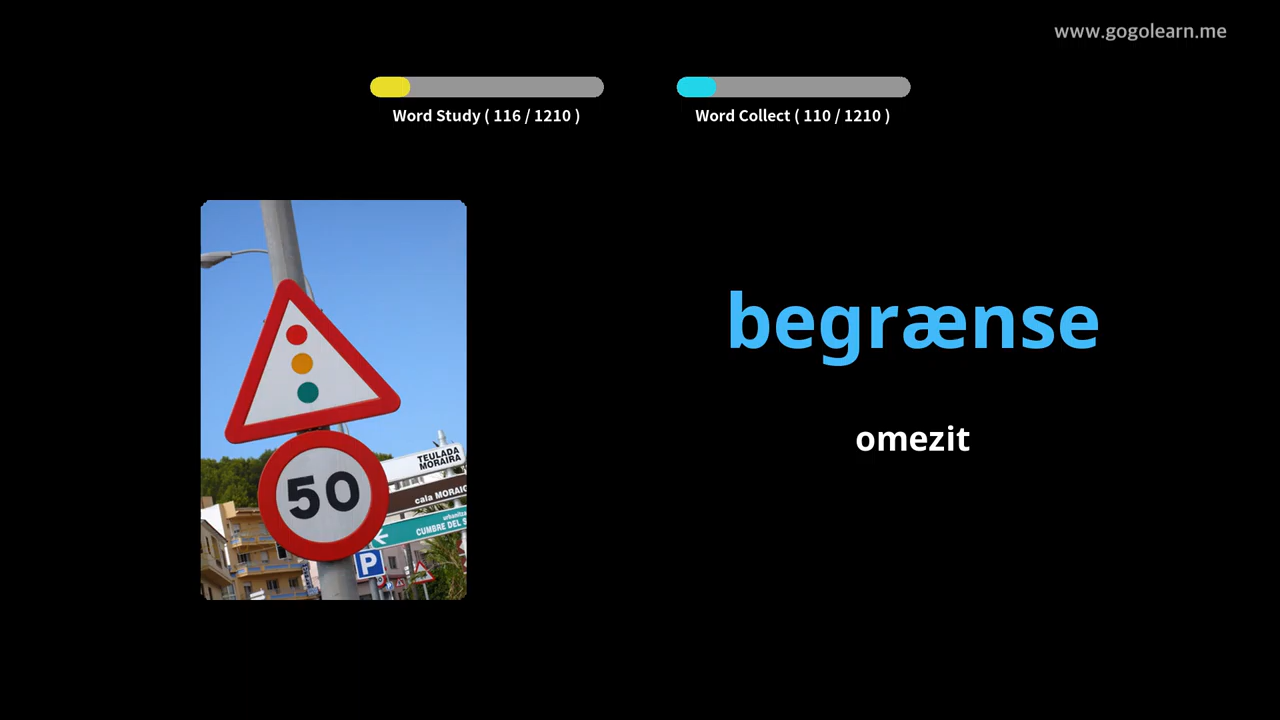 www.gogolearn.me
Word Study ( 116 / 1210 )
Word Collect ( 110 / 1210 )
begrænse
omezit
TEULADA
MORAIRA
cala MORAIG
CUMBRE DEL S
50
P